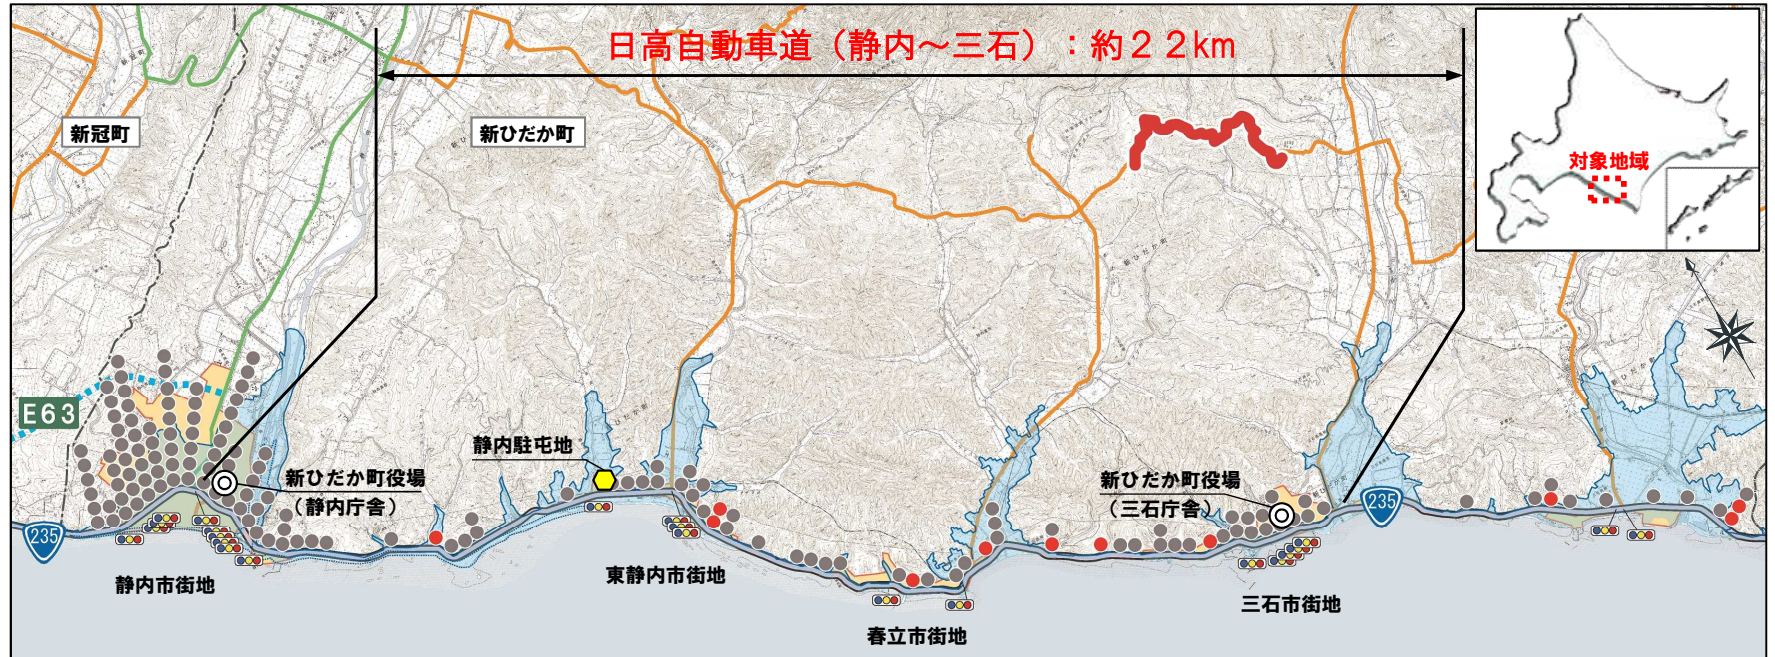 日高自動車道（静内～三石）：約２２km
新冠町
新ひだか町
対象地域
E63
静内駐屯地
新ひだか町役場
（静内庁舎）
新ひだか町役場
（三石庁舎）
235
235
静内市街地
東静内市街地
春立市街地
三石市街地